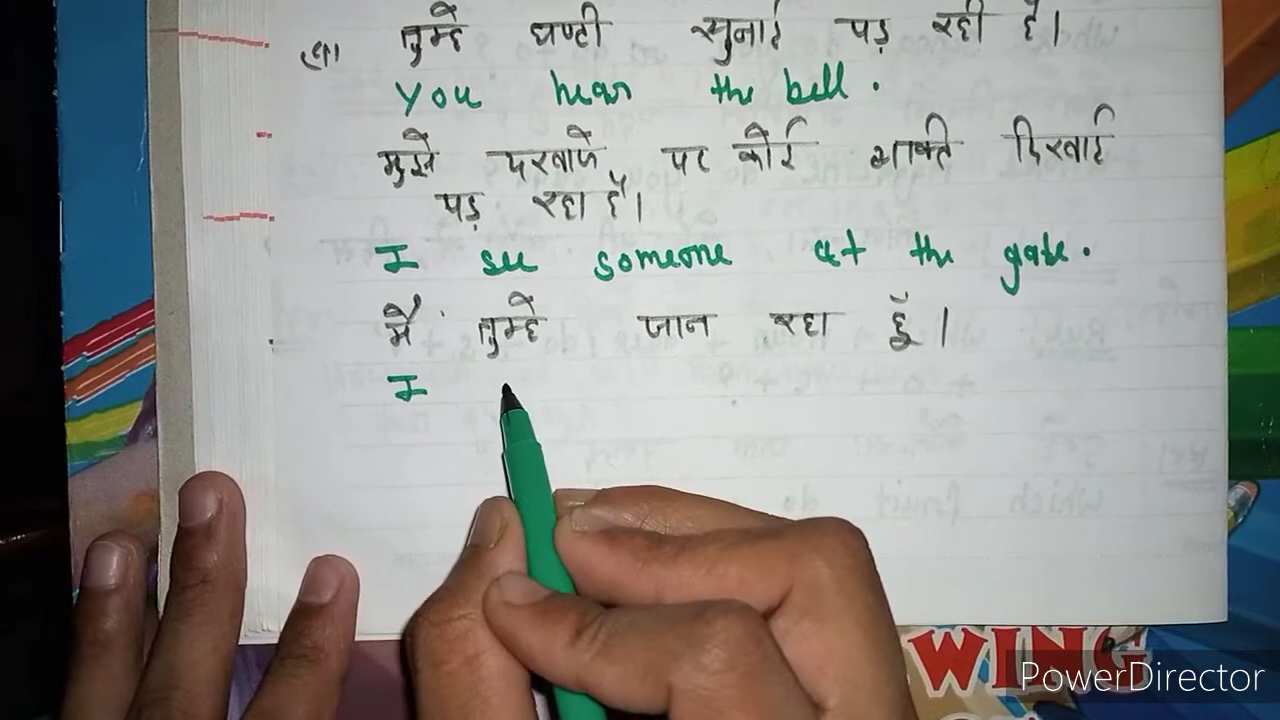 तुम्हे घण्टी सुनाई पड़ रही है।
You hear the bell.
मुझे दरवाजे पर कोई व्यक्ति दिखाई
पड़ रहा है।
I see someone at the gate.
मैं तुम्हे जान रहा हूँ।
I
WING
PowerDirector